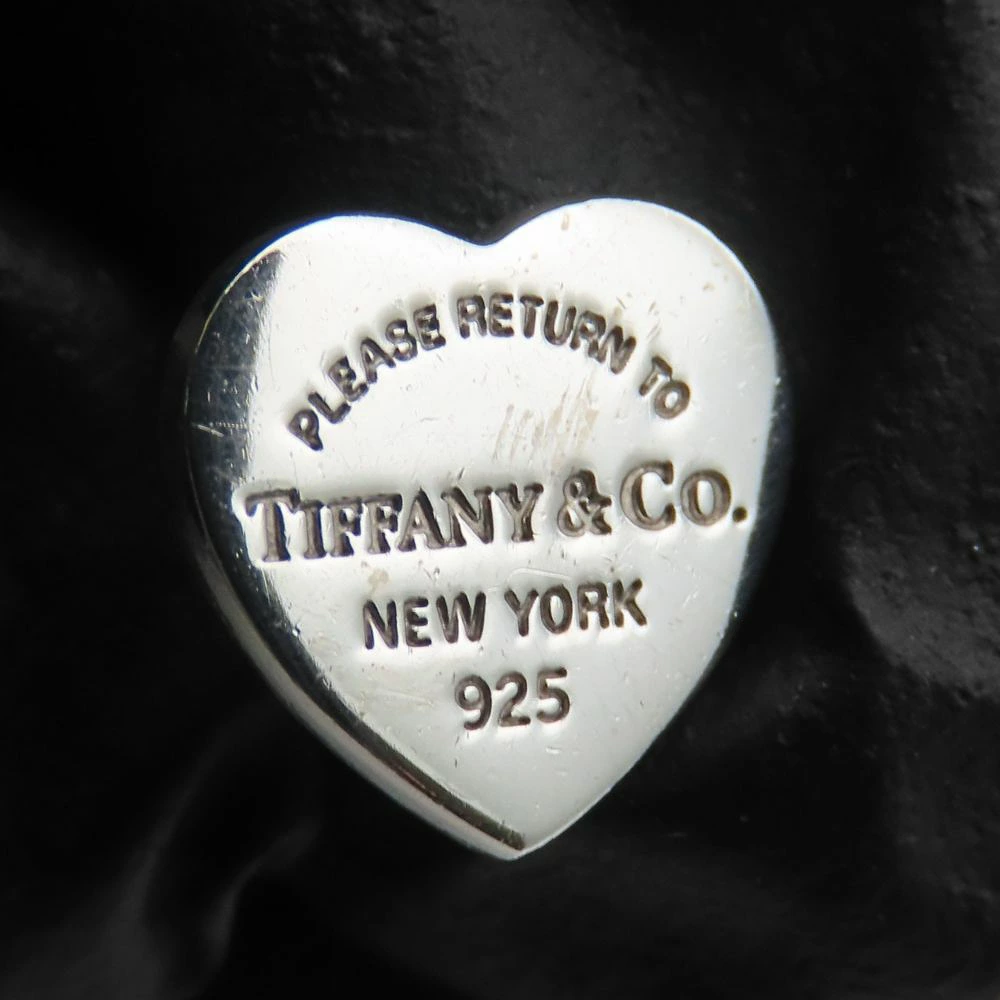 PLEASE RETURN TO
TIFFANY & CO.
NEW YORK
925